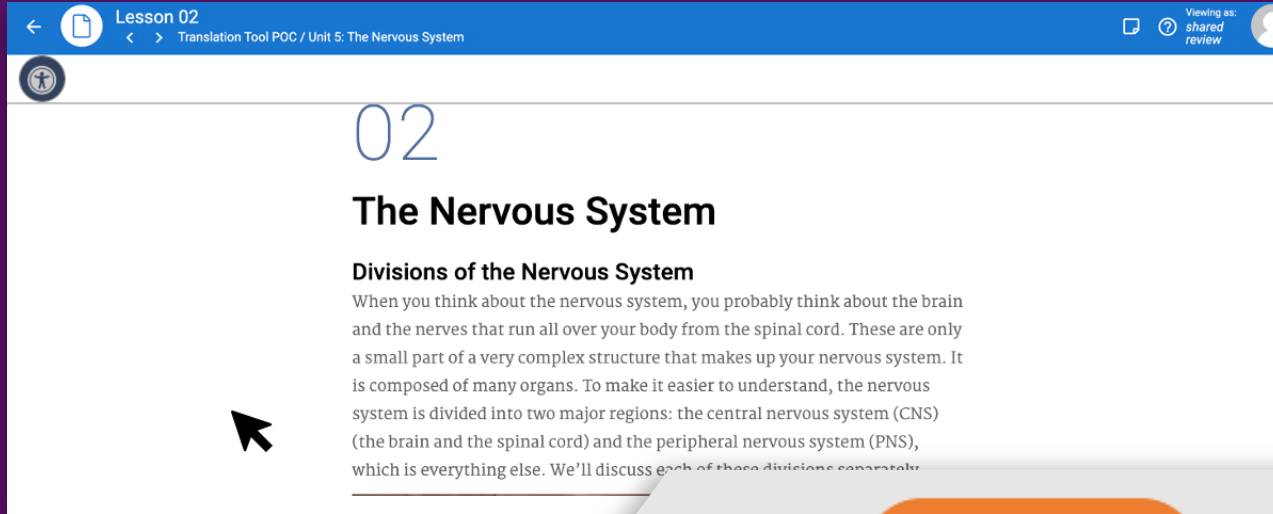 Lesson 02
Translation Tool POC / Unit 5: The Nervous System
Viewing as:
shared
review
02
The Nervous System
Divisions of the Nervous System
When you think about the nervous system, you probably think about the brain
and the nerves that run all over your body from the spinal cord. These are only
a small part of a very complex structure that makes up your nervous system. It
is composed of many organs. To make it easier to understand, the nervous
system is divided into two major regions: the central nervous system (CNS)
(the brain and the spinal cord) and the peripheral nervous system (PNS),
which is everything else. We’ll discuss each of these divisions separately